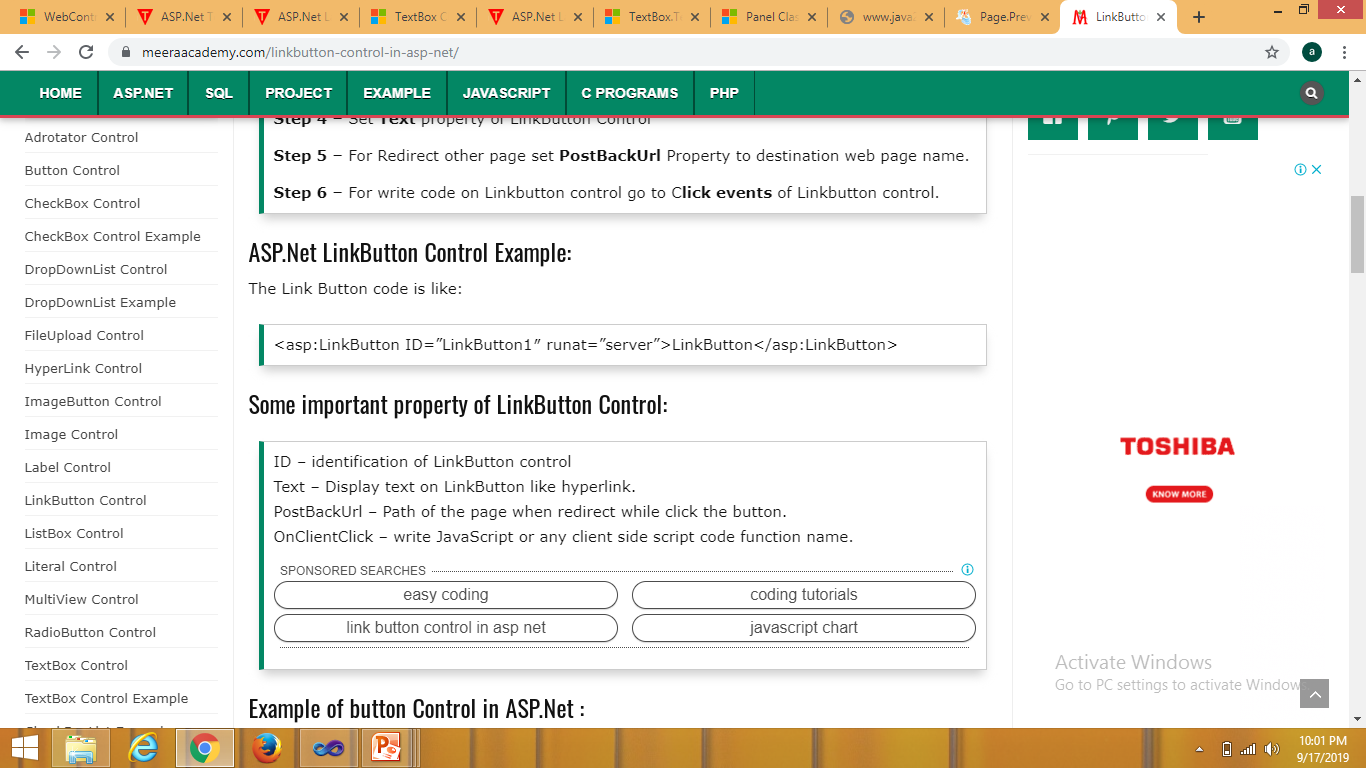 WebCont
ASP.Net T
ASP.Net L
TextBox C
ASP.Net L
TextBox.T
Panel Clas
www.java
Page.Prev
LinkButto
meeraacademy.com/linkbutton-control-in-asp-net/
a
HOME
ASP.NET
SQL
PROJECT
EXAMPLE
JAVASCRIPT
C PROGRAMS
PHP
Adrotator Control
Button Control
CheckBox Control
CheckBox Control Example
DropDownList Control
DropDownList Example
FileUpload Control
HyperLink Control
ImageButton Control
Image Control
Label Control
LinkButton Control
ListBox Control
Literal Control
MultiView Control
RadioButton Control
TextBox Control
TextBox Control Example
Step 4 – Set Text property of LinkButton Control
Step 5 – For Redirect other page set PostBackUrl Property to destination web page name.
Step 6 – For write code on Linkbutton control go to Click events of Linkbutton control.
ASP.Net LinkButton Control Example:
The Link Button code is like:
<asp:LinkButton ID=”LinkButton1″ runat=”server”>LinkButton</asp:LinkButton>
Some important property of LinkButton Control:
ID – identification of LinkButton control
Text – Display text on LinkButton like hyperlink.
PostBackUrl – Path of the page when redirect while click the button.
OnClientClick – write JavaScript or any client side script code function name.
SPONSORED SEARCHES
easy coding
coding tutorials
link button control in asp net
javascript chart
Example of button Control in ASP.Net :
TOSHIBA
KNOW MORE
Activate Windows
Go to PC settings to activate Windows.
10:01 PM
9/17/2019